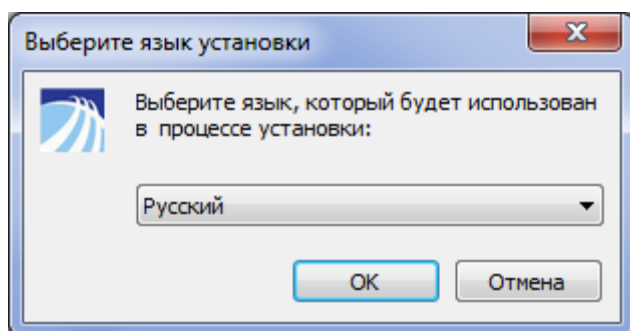 Выберите язык установки
Выберите язык, который будет использован
в процессе установки:
Русский
OK
Отмена